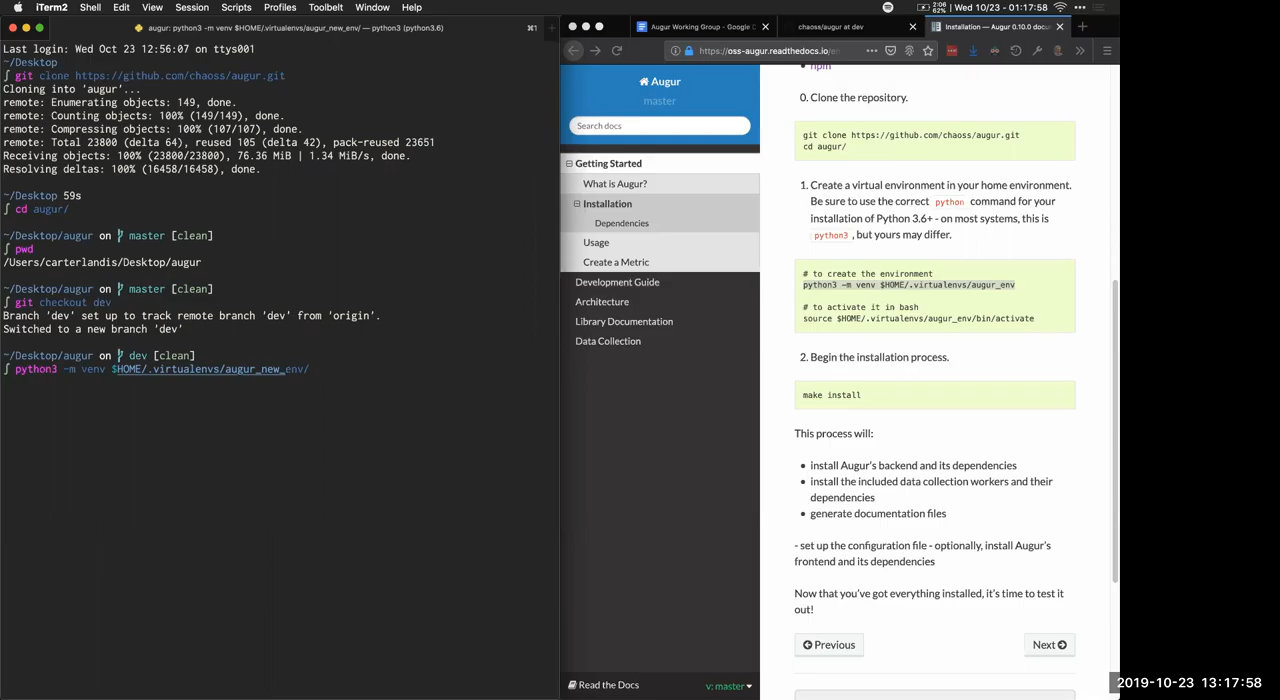 iTerm2 Shell Edit View Session Scripts Profiles Toolbelt Window Help
2:06 62% Wed 10/23 - 01:17:58
augur: python3 -m venv $HOME/.virtualenvs/augur_new_env/ — python3 (python3.6) ⌘1
Last login: Wed Oct 23 12:56:07 on ttys001
~/Desktop
∫ git clone https://github.com/chaoss/augur.git
Cloning into 'augur'...
remote: Enumerating objects: 149, done.
remote: Counting objects: 100% (149/149), done.
remote: Compressing objects: 100% (107/107), done.
remote: Total 23800 (delta 64), reused 105 (delta 42), pack-reused 23651
Receiving objects: 100% (23800/23800), 76.36 MiB | 1.34 MiB/s, done.
Resolving deltas: 100% (16458/16458), done.
~/Desktop 59s
∫ cd augur/
~/Desktop/augur on master [clean]
∫ pwd
/Users/carterlandis/Desktop/augur
~/Desktop/augur on master [clean]
∫ git checkout dev
Branch 'dev' set up to track remote branch 'dev' from 'origin'.
Switched to a new branch 'dev'
~/Desktop/augur on dev [clean]
∫ python3 -m venv $HOME/.virtualenvs/augur_new_env/
Augur Working Group - Google D
chaoss/augur at dev
Installation — Augur 0.10.0 docu
https://oss-augur.readthedocs.io/en
Augur
master
Search docs
Getting Started
What is Augur?
Installation
Dependencies
Usage
Create a Metric
Development Guide
Architecture
Library Documentation
Data Collection
Read the Docs
v: master
npm
0. Clone the repository.
git clone https://github.com/chaoss/augur.git
cd augur/
1. Create a virtual environment in your home environment.
Be sure to use the correct python command for your
installation of Python 3.6+ - on most systems, this is
python3 , but yours may differ.
# to create the environment
python3 -m venv $HOME/.virtualenvs/augur_env
# to activate it in bash
source $HOME/.virtualenvs/augur_env/bin/activate
2. Begin the installation process.
make install
This process will:
• install Augur's backend and its dependencies
• install the included data collection workers and their
dependencies
• generate documentation files
- set up the configuration file - optionally, install Augur's
frontend and its dependencies
Now that you've got everything installed, it's time to test it
out!
Previous
Next
2019-10-23 13:17:58